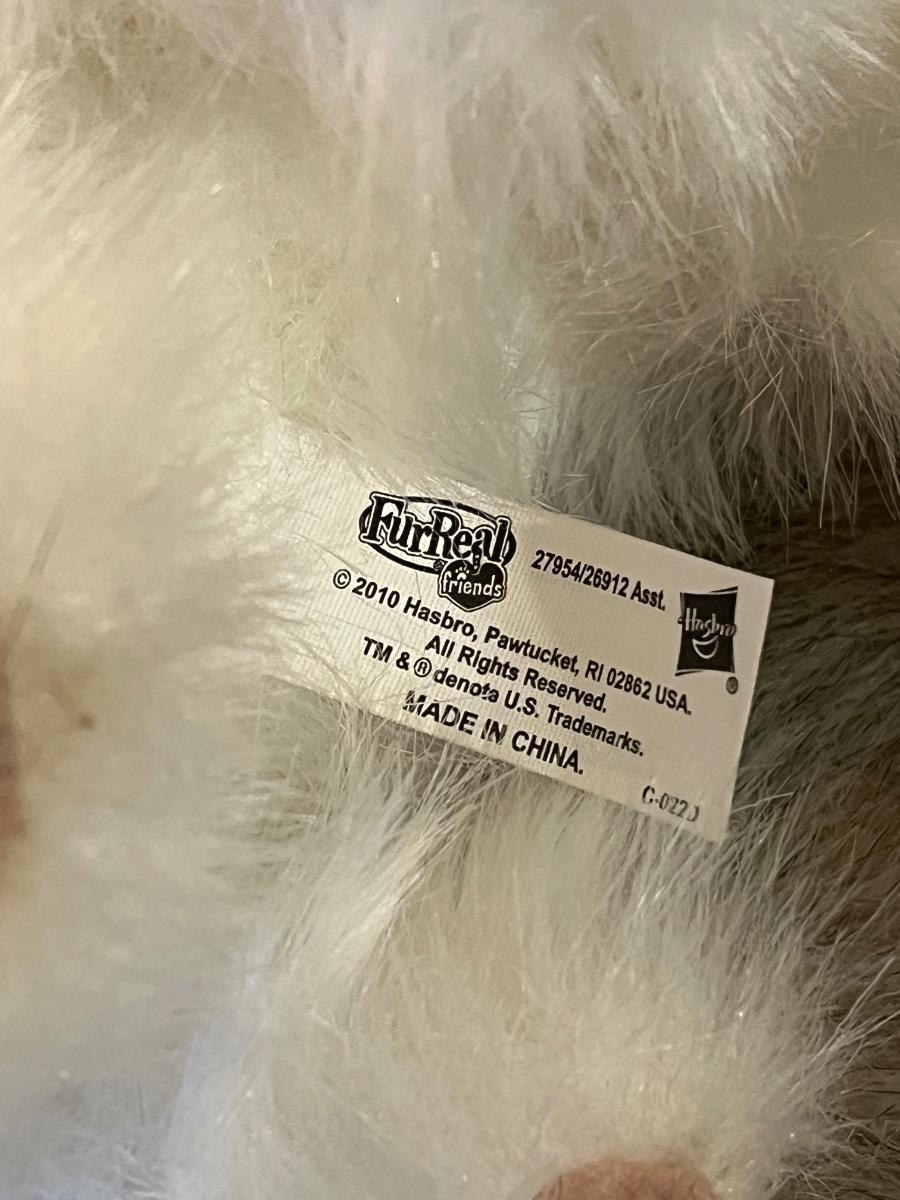 FurReal
friends
27954/26912 Asst.
Hasbro
®
© 2010 Hasbro, Pawtucket, RI 02862 USA.
All Rights Reserved.
TM & ® denota U.S. Trademarks.
MADE IN CHINA.